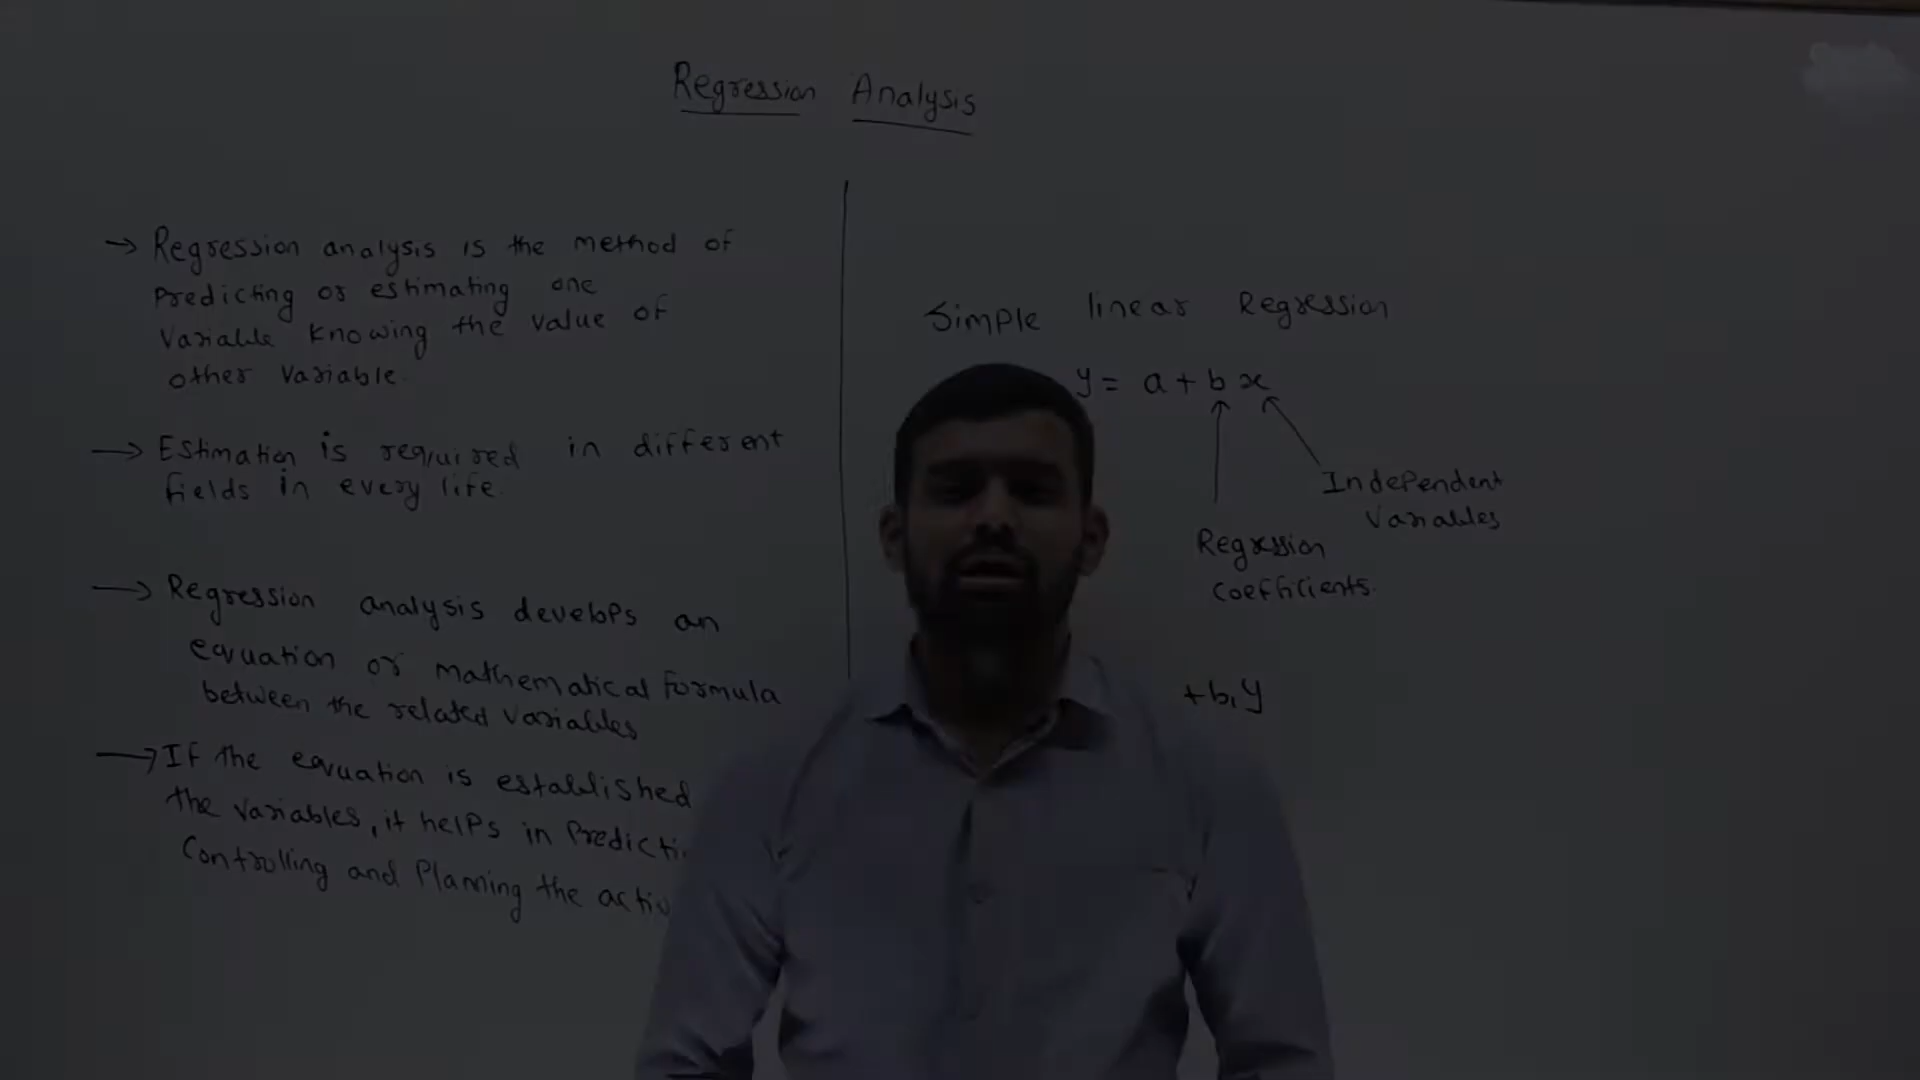 Regression Analysis
→ Regression analysis is the method of
Predicting or estimating one
Variable Knowing the value of
other variable.
→ Estimation is required in different
fields in every life.
→ Regression analysis develops an
equation or mathematical formula
between the related variables
→ If the equation is established
the variables, it helps in Predicti
Controlling and Planning the activ
Simple linear Regression
y = a + b x
Independent
Variables
Regression
coefficients.
+ b₁ y